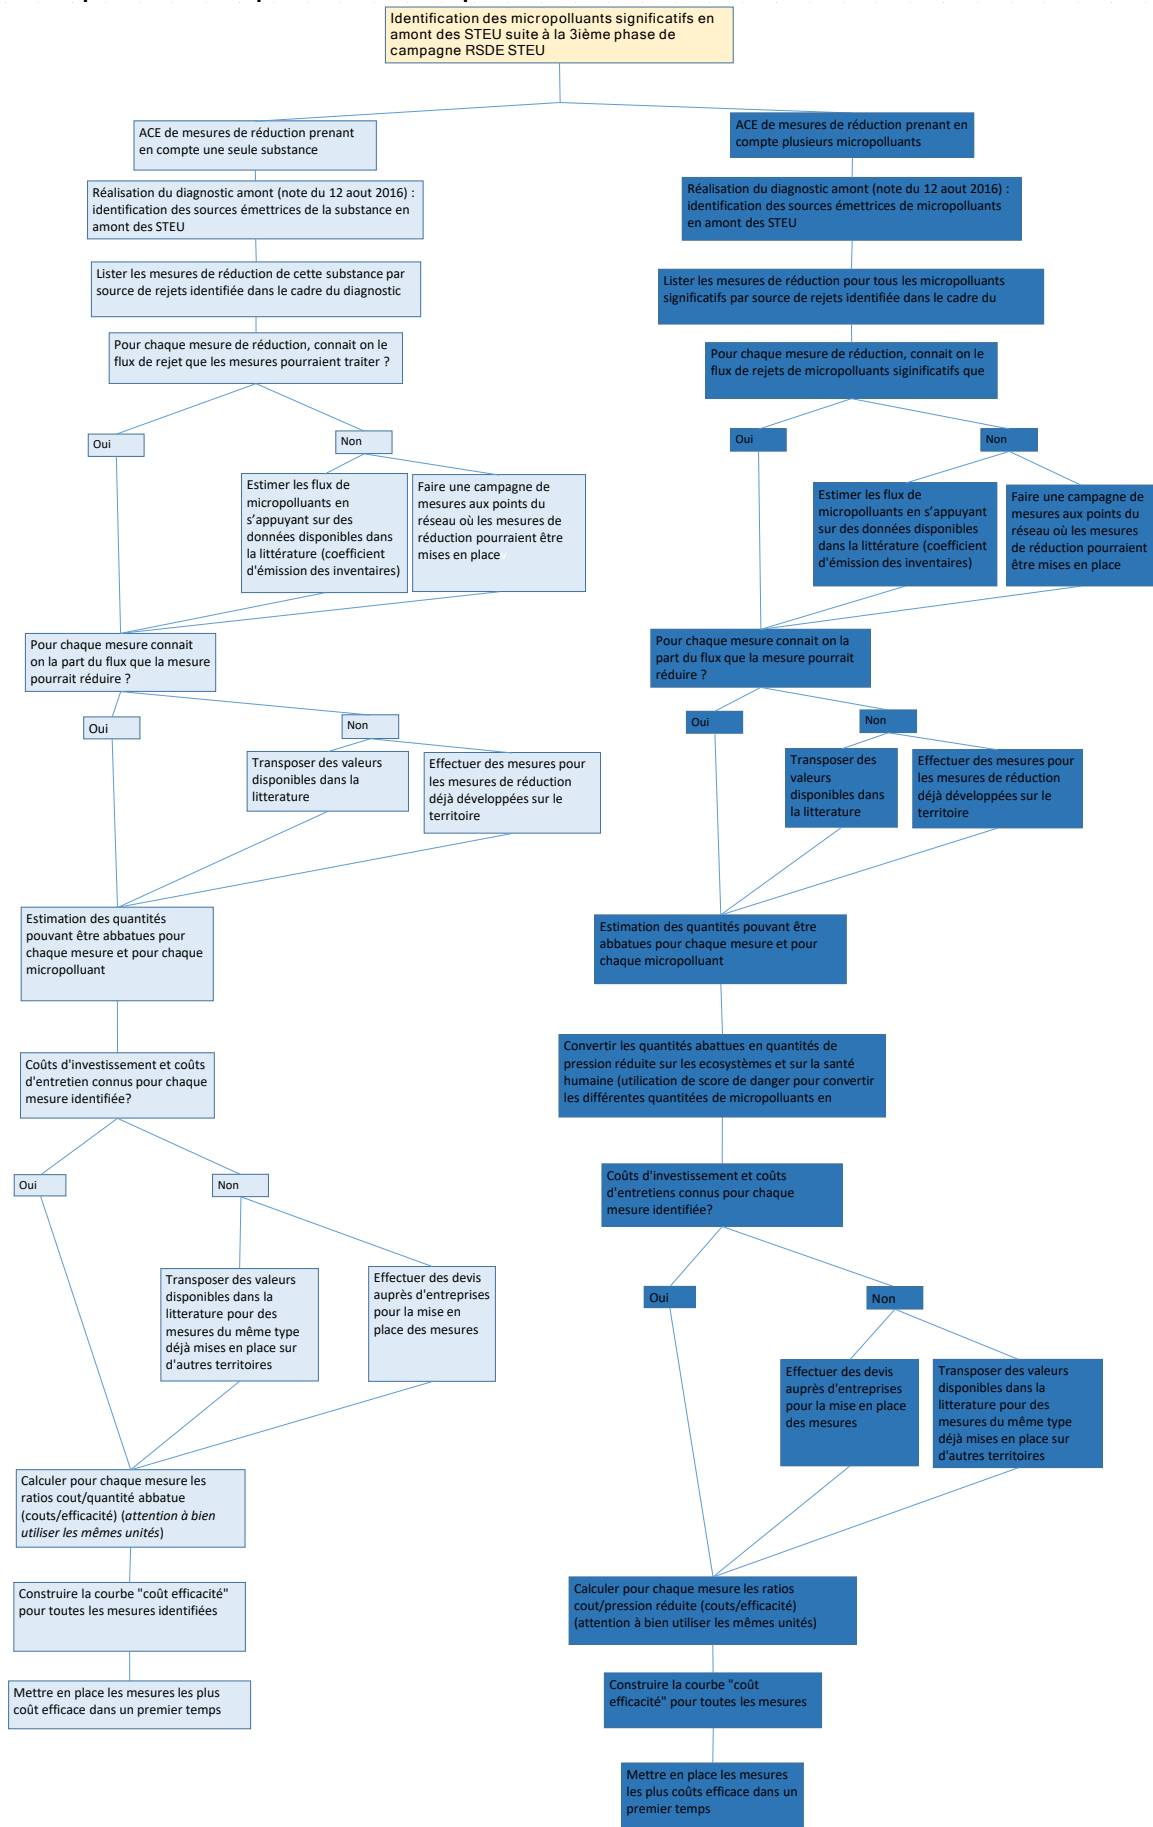 Identification des micropolluants significatifs en
amont des STEU suite à la 3ième phase de
campagne RSDE STEU
ACE de mesures de réduction prenant
en compte une seule substance
Réalisation du diagnostic amont (note du 12 aout 2016) :
identification des sources émettrices de la substance en
amont des STEU
Lister les mesures de réduction de cette substance par
source de rejets identifiée dans le cadre du diagnostic
Pour chaque mesure de réduction, connait on le
flux de rejet que les mesures pourraient traiter ?
Oui
Non
Estimer les flux de
micropolluants en
s'appuyant sur des
données disponibles dans
la littérature (coefficient
d'émission des inventaires)
Faire une campagne de
mesures aux points du
réseau où les mesures de
réduction pourraient être
mises en place
Pour chaque mesure connait
on la part du flux que la mesure
pourrait réduire ?
Oui
Non
Transposer des valeurs
disponibles dans la
litterature
Effectuer des mesures pour
les mesures de réduction
déjà développées sur le
territoire
Estimation des quantités
pouvant être abbatues pour
chaque mesure et pour chaque
micropolluant
Coûts d'investissement et coûts
d'entretien connus pour chaque
mesure identifiée?
Oui
Non
Transposer des valeurs
disponibles dans la
litterature pour des
mesures du même type
déjà mises en place sur
d'autres territoires
Effectuer des devis
auprès d'entreprises
pour la mise en
place des mesures
Calculer pour chaque mesure les
ratios cout/quantité abbatue
(couts/efficacité) (attention à bien
utiliser les mêmes unités)
Construire la courbe "coût efficacité"
pour toutes les mesures identifiées
Mettre en place les mesures les plus
coût efficace dans un premier temps
ACE de mesures de réduction prenant en
compte plusieurs micropolluants
Réalisation du diagnostic amont (note du 12 aout 2016) :
identification des sources émettrices de micropolluants
en amont des STEU
Lister les mesures de réduction pour tous les micropolluants
significatifs par source de rejets identifiée dans le cadre du
Pour chaque mesure de réduction, connait on le
flux de rejets de micropolluants siginificatifs que
Oui
Non
Estimer les flux de
micropolluants en s'appuyant
sur des données disponibles
dans la littérature (coefficient
d'émission des inventaires)
Faire une campagne de
mesures aux points du
réseau où les mesures
de réduction pourraient
être mises en place
Pour chaque mesure connait on la
part du flux que la mesure pourrait
réduire ?
Oui
Non
Transposer des
valeurs
disponibles dans
la litterature
Effectuer des mesures pour
les mesures de réduction
déjà développées sur le
territoire
Estimation des quantités pouvant être
abbatues pour chaque mesure et pour
chaque micropolluant
Convertir les quantités abattues en quantités de
pression réduite sur les ecosystèmes et sur la santé
humaine (utilization de score de danger pour convertir
les différentes quantitées de micropolluants en
Coûts d'investissement et coûts
d'entretiens connus pour chaque
mesure identifiée?
Oui
Non
Effectuer des devis
auprès d'entreprises
pour la mise en place
des mesures
Transposer des valeurs
disponibles dans la
litterature pour des
mesures du même type
déjà mises en place sur
d'autres territoires
Calculer pour chaque mesure les ratios
cout/pression réduite (couts/efficacité)
(attention à bien utiliser les mêmes unités)
Construire la courbe "coût
efficacité" pour toutes les mesures
Mettre en place les mesures
les plus coûts efficace dans un
premier temps